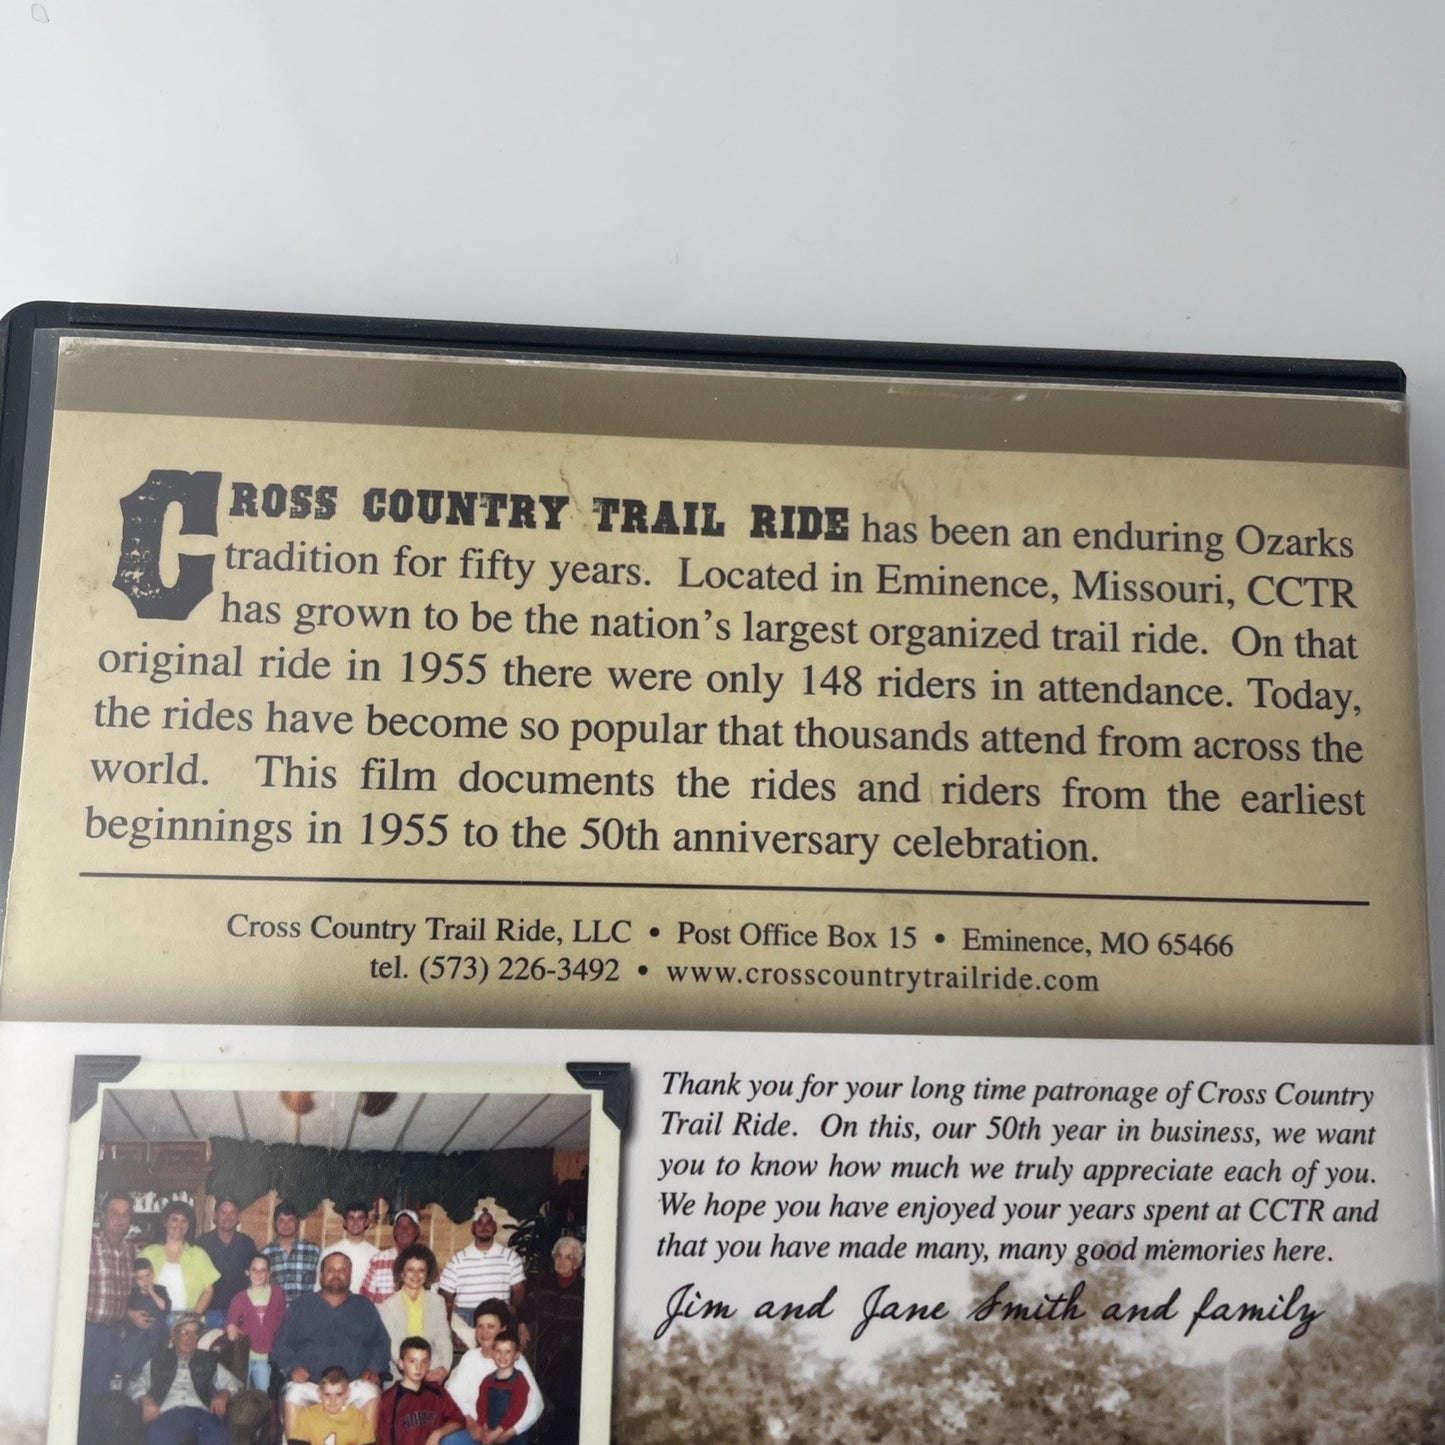 CROSS COUNTRY TRAIL RIDE has been an enduring Ozarks
tradition for fifty years. Located in Eminence, Missouri, CCTR
has grown to be the nation's largest organized trail ride. On that
original ride in 1955 there were only 148 riders in attendance. Today,
the rides have become so popular that thousands attend from across the
world. This film documents the rides and riders from the earliest
beginnings in 1955 to the 50th anniversary celebration.
Cross Country Trail Ride, LLC • Post Office Box 15 • Eminence, MO 65466
tel. (573) 226-3492 • www.crosscountrytrailride.com
Thank you for your long time patronage of Cross Country
Trail Ride. On this, our 50th year in business, we want
you to know how much we truly appreciate each of you.
We hope you have enjoyed your years spent at CCTR and
that you have made many, many good memories here.
Jim and Jane Smith and family